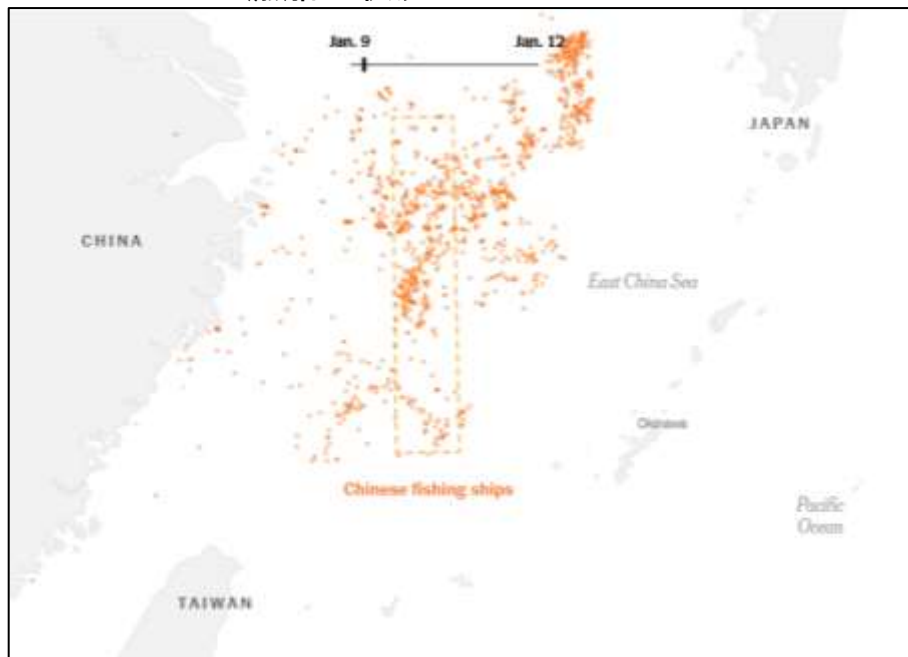 Jan. 9
Jan. 12
JAPAN
CHINA
East China Sea
Okinawa
Chinese fishing ships
Pacific
Ocean
TAIWAN